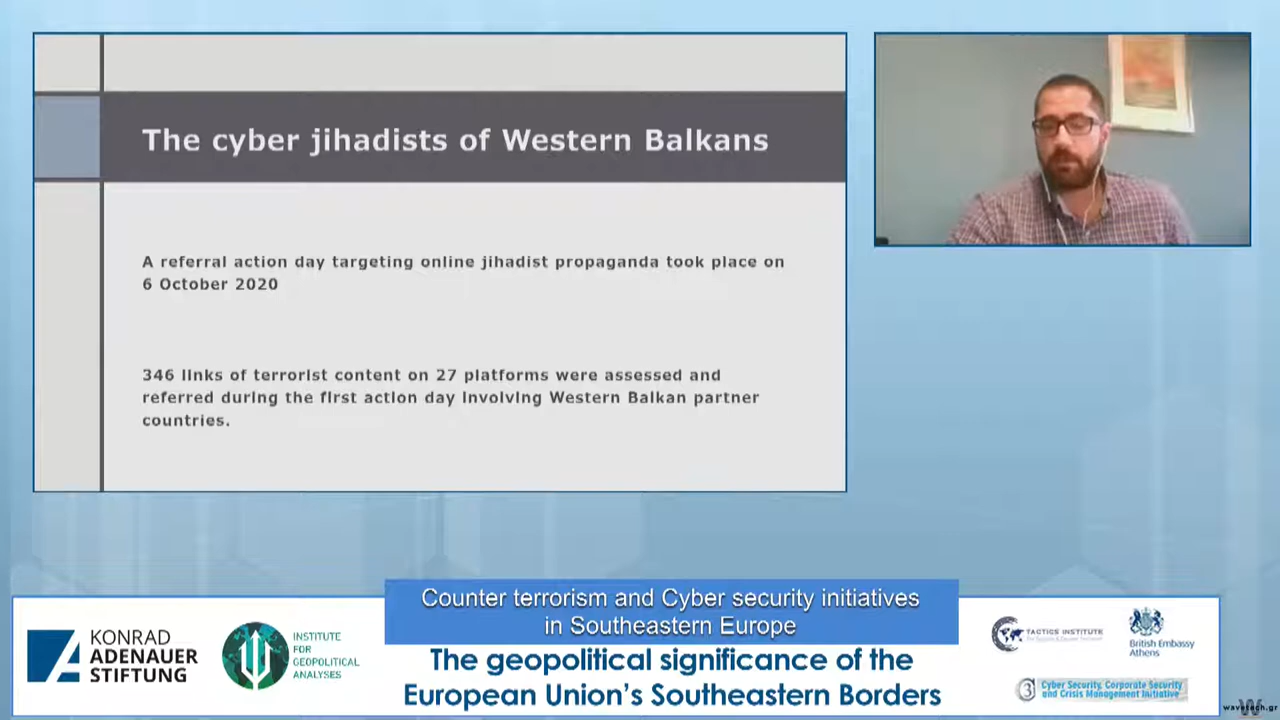 The cyber jihadists of Western Balkans
A referral action day targeting online jihadist propaganda took place on
6 October 2020
346 links of terrorist content on 27 platforms were assessed and
referred during the first action day involving Western Balkan partner
countries.
Counter terrorism and Cyber security initiatives
in Southeastern Europe
The geopolitical significance of the
European Union's Southeastern Borders
KONRAD
ADENAUER
STIFTUNG
INSTITUTE
FOR
GEOPOLITICAL
ANALYSES
TACTICS INSTITUTE
British Embassy
Athens
3
Cyber Security, Corporate Security
and Crisis Management Initiative
wavetech.gr